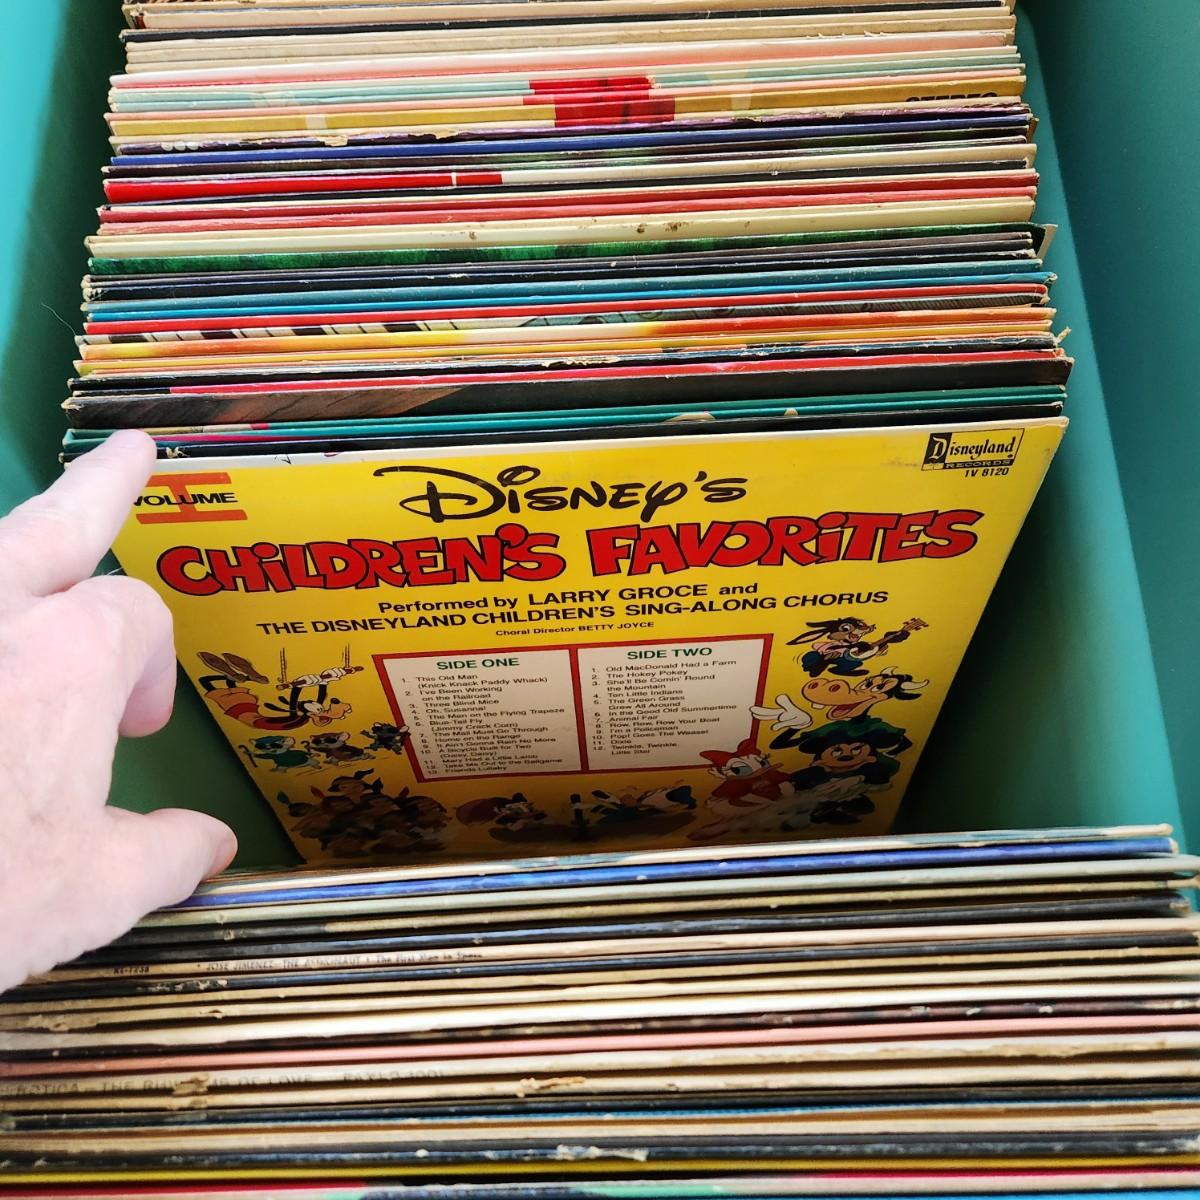 STEREO
Disneyland
RECORDS
1V 8120
VOLUME
I
DISNEY'S
CHILDREN'S FAVORITES
Performed by LARRY GROCE and
THE DISNEYLAND CHILDREN'S SING-ALONG CHORUS
Choral Director BETTY JOYCE
SIDE ONE
1. This Old Man
(Knick Knack Paddy Whack)
2. I've Been Working
on the Railroad
3. Three Blind Mice
4. Oh, Susanna!
5. The Man on the Flying Trapeze
6. Blue-Tail Fly
(Jimmy Crack Corn)
7. The Mail Must Go Through
8. Home on the Range
9. It Ain't Gonna Rain No More
10. A Bicycle Built for Two
(Daisy, Daisy)
11. Mary Had a Little Lamb
12. Take Me Out to the Ballgame
13. Friends Lullaby
SIDE TWO
1. Old MacDonald Had a Farm
2. The Hokey Pokey
3. She'll Be Comin' Round
the Mountain
4. Ten Little Indians
5. The Green Grass
Grew All Around
6. In the Good Old Summertime
7. Animal Fair
8. Row, Row, Row Your Boat
9. I'm a Policeman
10. Pop! Goes The Weasel
11. Dixie
12. Twinkle, Twinkle,
Little Star
JOSE JIMENEZ THE ASTRONAUT • The First Man in Space
THE RHYTHMS OF LOVE